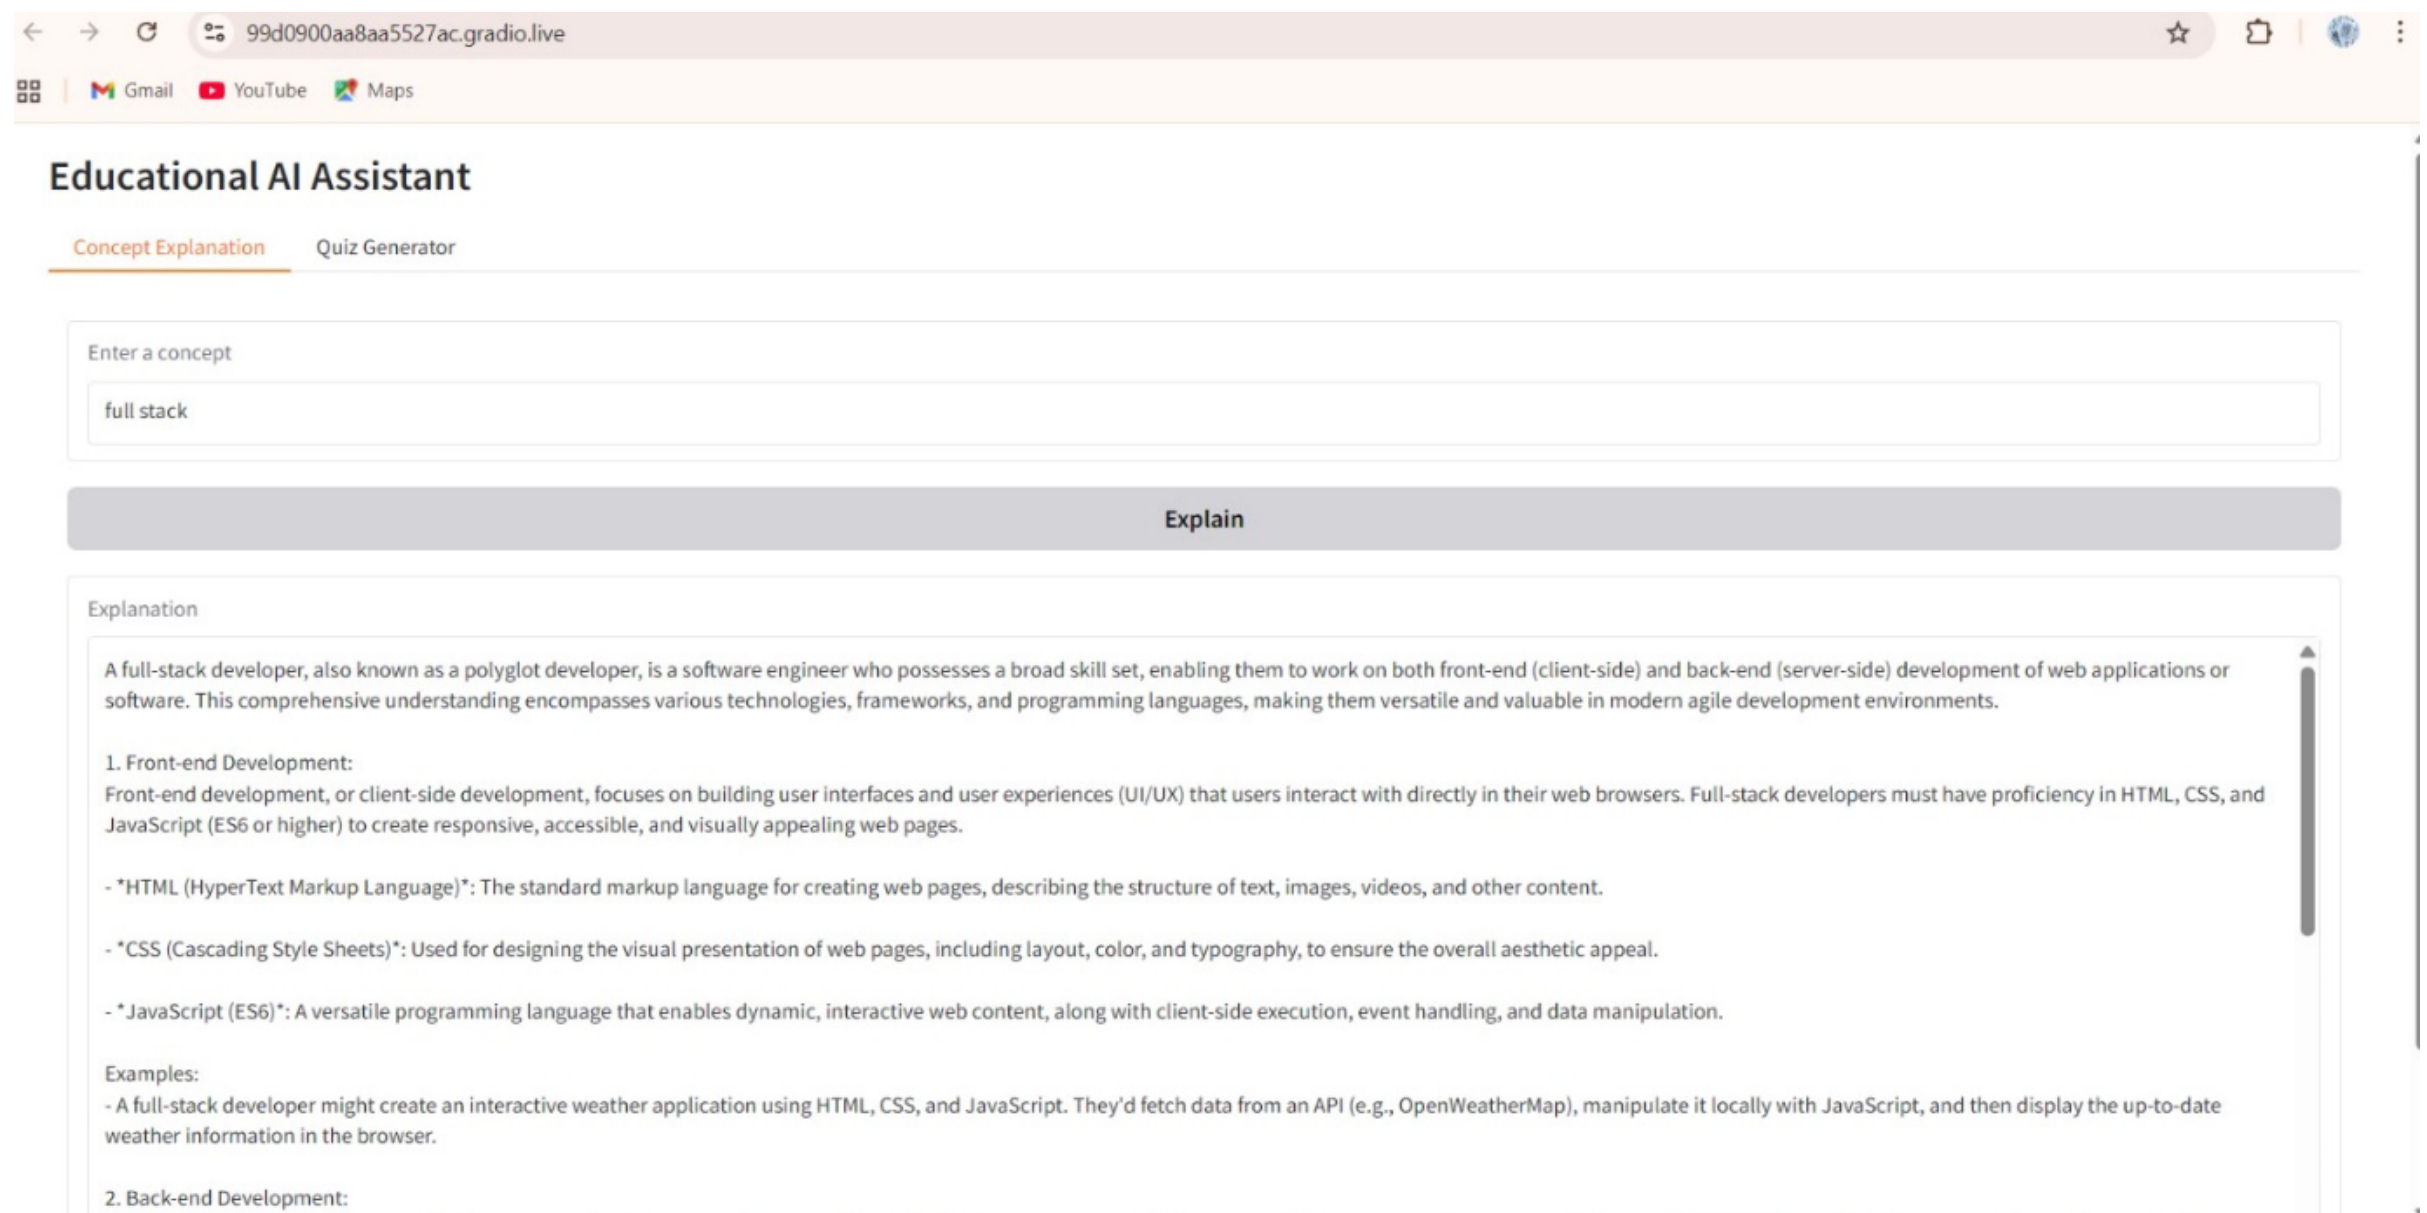 99d0900aa8aa5527ac.gradio.live
Gmail YouTube Maps
Educational AI Assistant
Concept Explanation Quiz Generator
Enter a concept
full stack
Explain
Explanation
A full-stack developer, also known as a polyglot developer, is a software engineer who possesses a broad skill set, enabling them to work on both front-end (client-side) and back-end (server-side) development of web applications or
software. This comprehensive understanding encompasses various technologies, frameworks, and programming languages, making them versatile and valuable in modern agile development environments.
1. Front-end Development:
Front-end development, or client-side development, focuses on building user interfaces and user experiences (UI/UX) that users interact with directly in their web browsers. Full-stack developers must have proficiency in HTML, CSS, and
JavaScript (ES6 or higher) to create responsive, accessible, and visually appealing web pages.
- *HTML (HyperText Markup Language)*: The standard markup language for creating web pages, describing the structure of text, images, videos, and other content.
- *CSS (Cascading Style Sheets)*: Used for designing the visual presentation of web pages, including layout, color, and typography, to ensure the overall aesthetic appeal.
- *JavaScript (ES6)*: A versatile programming language that enables dynamic, interactive web content, along with client-side execution, event handling, and data manipulation.
Examples:
- A full-stack developer might create an interactive weather application using HTML, CSS, and JavaScript. They'd fetch data from an API (e.g., OpenWeatherMap), manipulate it locally with JavaScript, and then display the up-to-date
weather information in the browser.
2. Back-end Development: